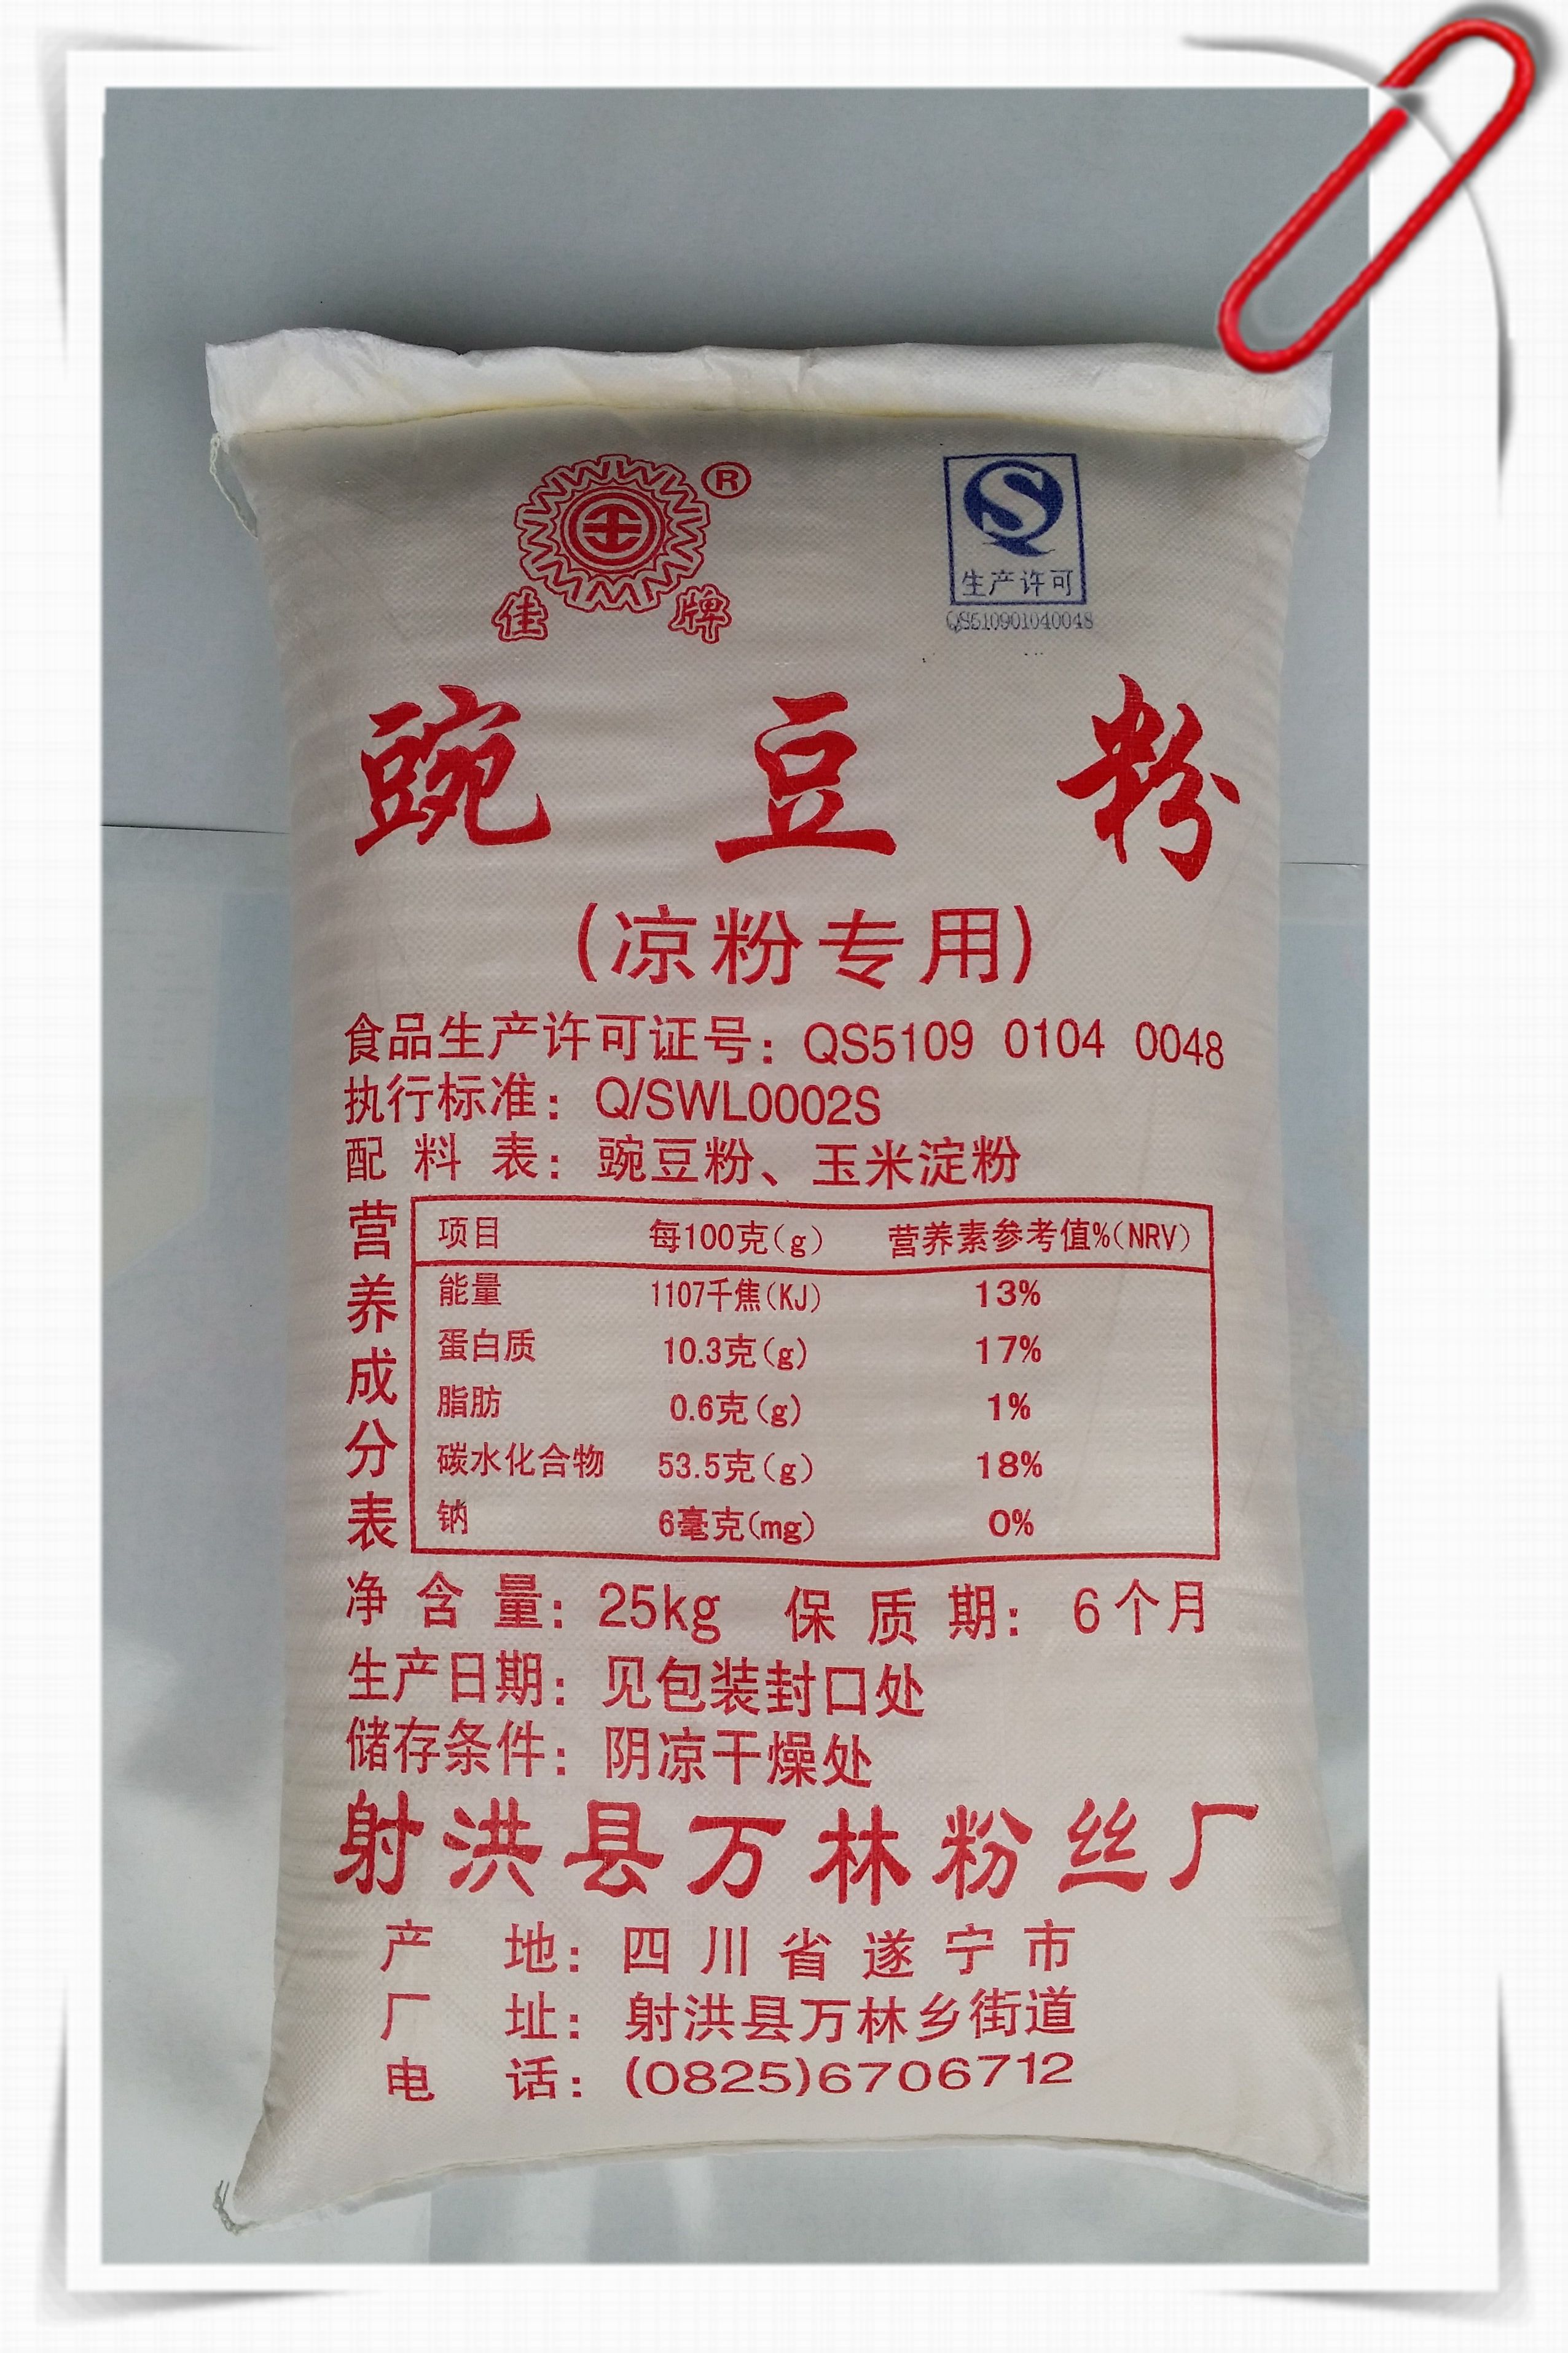 佳 牌 ®
生产许可
QS510901040048
豌豆粉
(凉粉专用)
食品生产许可证号：QS5109 0104 0048
执行标准：Q/SWL0002S
配料表：豌豆粉、玉米淀粉
营养成分表
项目 每100克(g) 营养素参考值%(NRV)
能量 1107千焦(KJ) 13%
蛋白质 10.3克(g) 17%
脂肪 0.6克(g) 1%
碳水化合物 53.5克(g) 18%
钠 6毫克(mg) 0%
净含量：25kg 保质期：6个月
生产日期：见包装封口处
储存条件：阴凉干燥处
射洪县万林粉丝厂
产地：四川省遂宁市
厂址：射洪县万林乡街道
电话：(0825)6706712